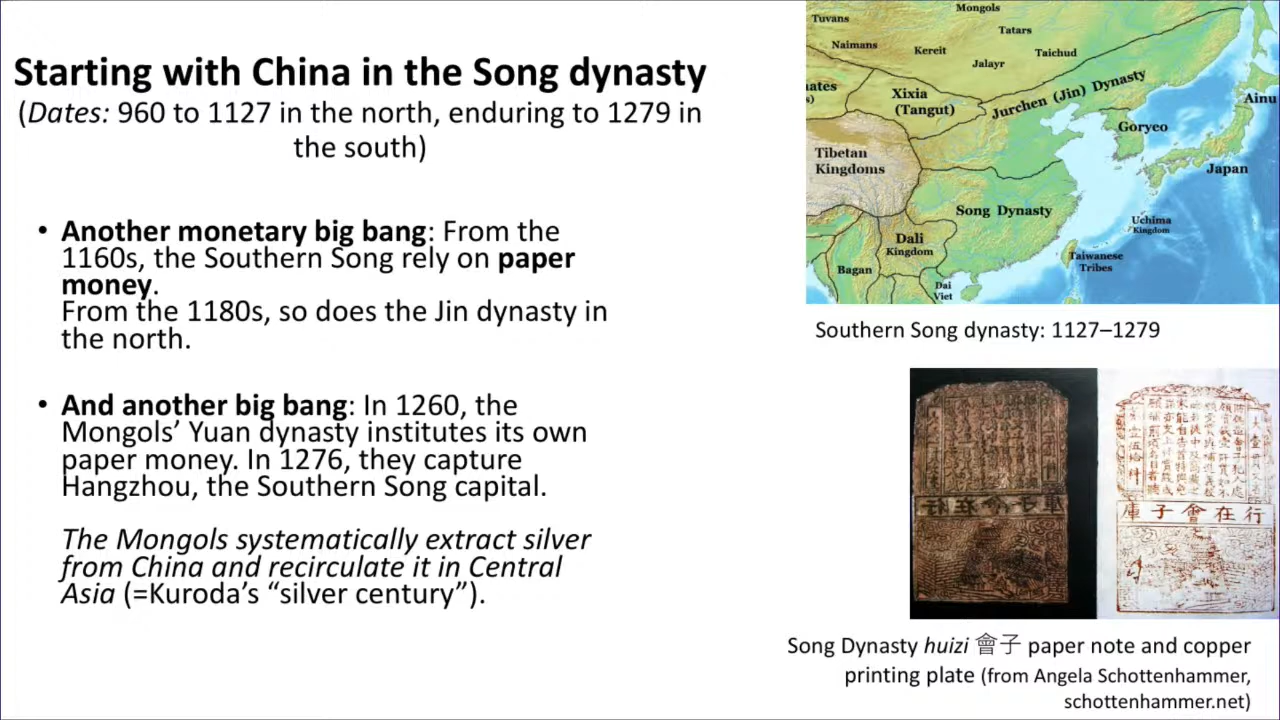 Starting with China in the Song dynasty
(Dates: 960 to 1127 in the north, enduring to 1279 in
the south)
• Another monetary big bang: From the
1160s, the Southern Song rely on paper
money.
From the 1180s, so does the Jin dynasty in
the north.
• And another big bang: In 1260, the
Mongols’ Yuan dynasty institutes its own
paper money. In 1276, they capture
Hangzhou, the Southern Song capital.
The Mongols systematically extract silver
from China and recirculate it in Central
Asia (=Kuroda’s “silver century”).
Mongols
Tuvans
Tatars
Naimans
Kereit
Taichud
Jalayr
Xixia
(Tangut)
Jurchen (Jin) Dynasty
Ainu
Goryeo
Tibetan
Kingdoms
Japan
Song Dynasty
Uchima
Kingdom
Dali
Kingdom
Taiwanese
Tribes
Bagan
Dai
Viet
Southern Song dynasty: 1127–1279
庫子會在行
Song Dynasty huizi 會子 paper note and copper
printing plate (from Angela Schottenhammer,
schottenhammer.net)